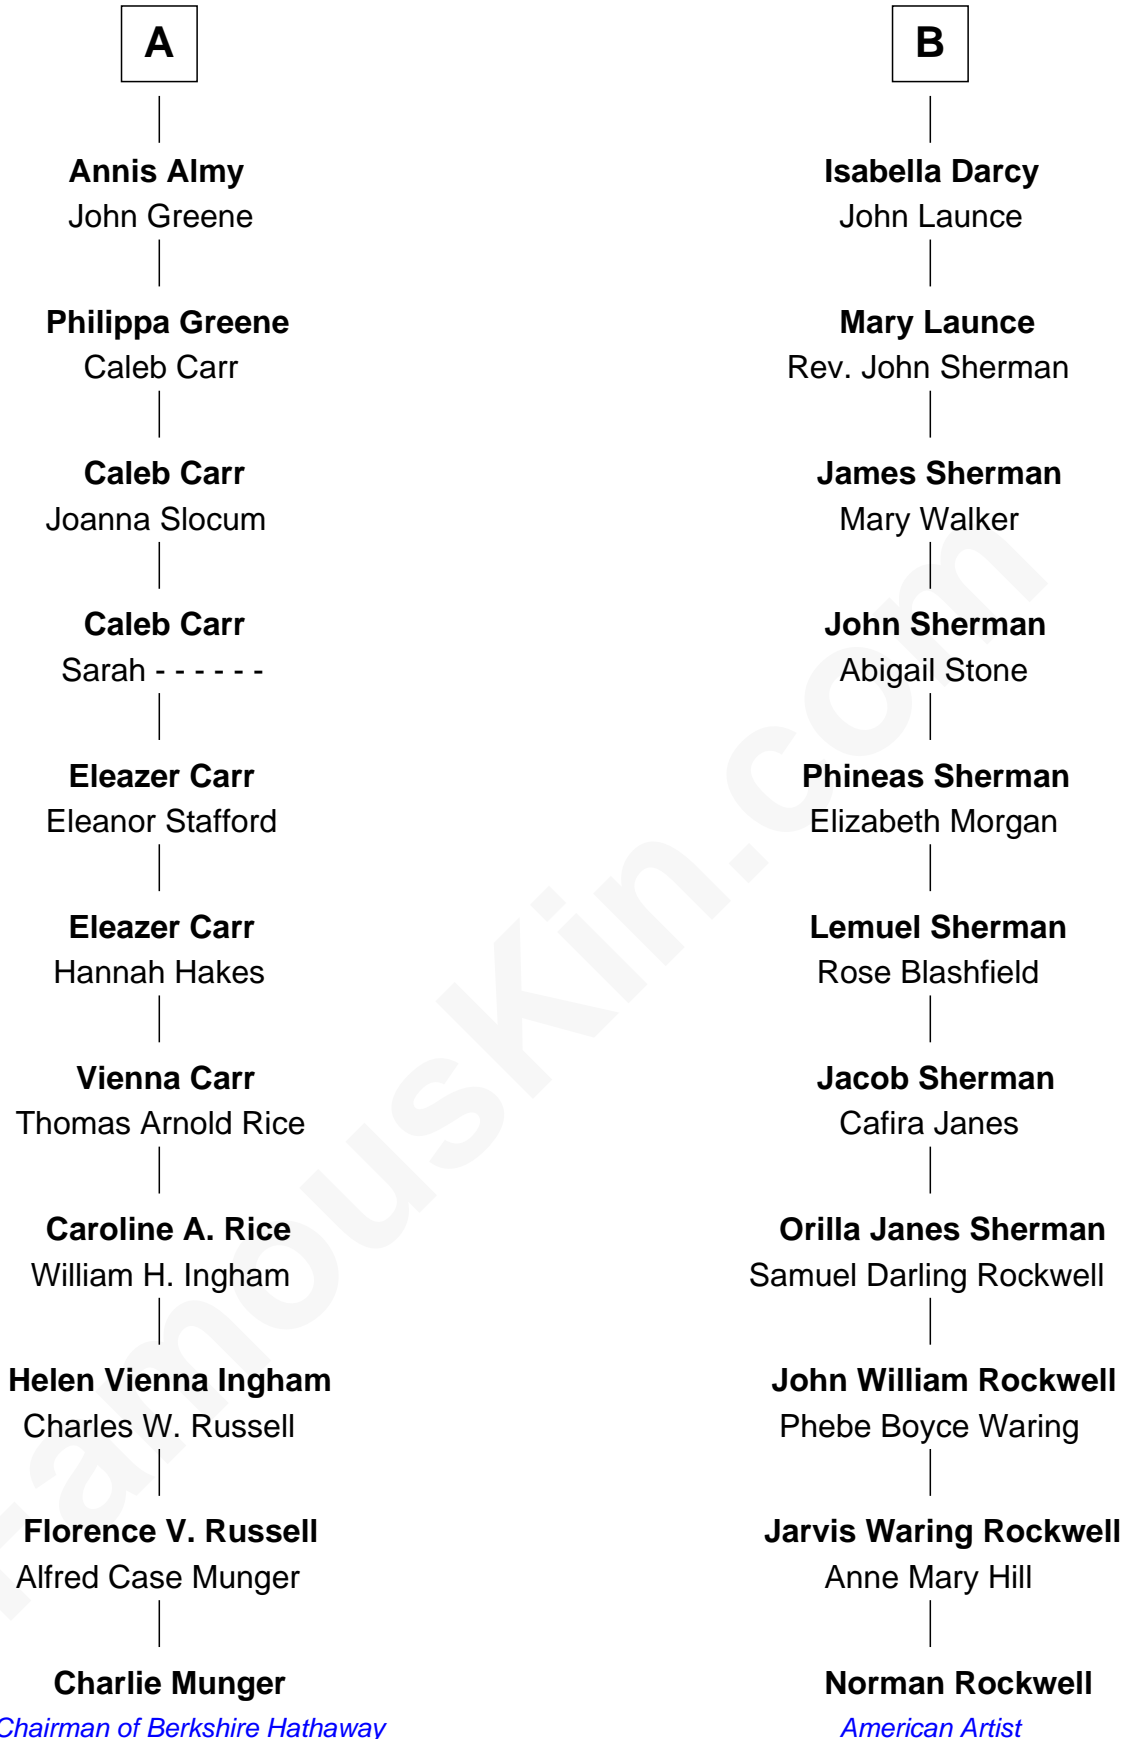 A
Annis Almy
John Greene
Philippa Greene
Caleb Carr
Caleb Carr
Joanna Slocum
Caleb Carr
Sarah - - - - - -
Eleazer Carr
Eleanor Stafford
Eleazer Carr
Hannah Hakes
Vienna Carr
Thomas Arnold Rice
Caroline A. Rice
William H. Ingham
Helen Vienna Ingham
Charles W. Russell
Florence V. Russell
Alfred Case Munger
Charlie Munger
Chairman of Berkshire Hathaway
B
Isabella Darcy
John Launce
Mary Launce
Rev. John Sherman
James Sherman
Mary Walker
John Sherman
Abigail Stone
Phineas Sherman
Elizabeth Morgan
Lemuel Sherman
Rose Blashfield
Jacob Sherman
Cafira Janes
Orilla Janes Sherman
Samuel Darling Rockwell
John William Rockwell
Phebe Boyce Waring
Jarvis Waring Rockwell
Anne Mary Hill
Norman Rockwell
American Artist
FamousKin.com